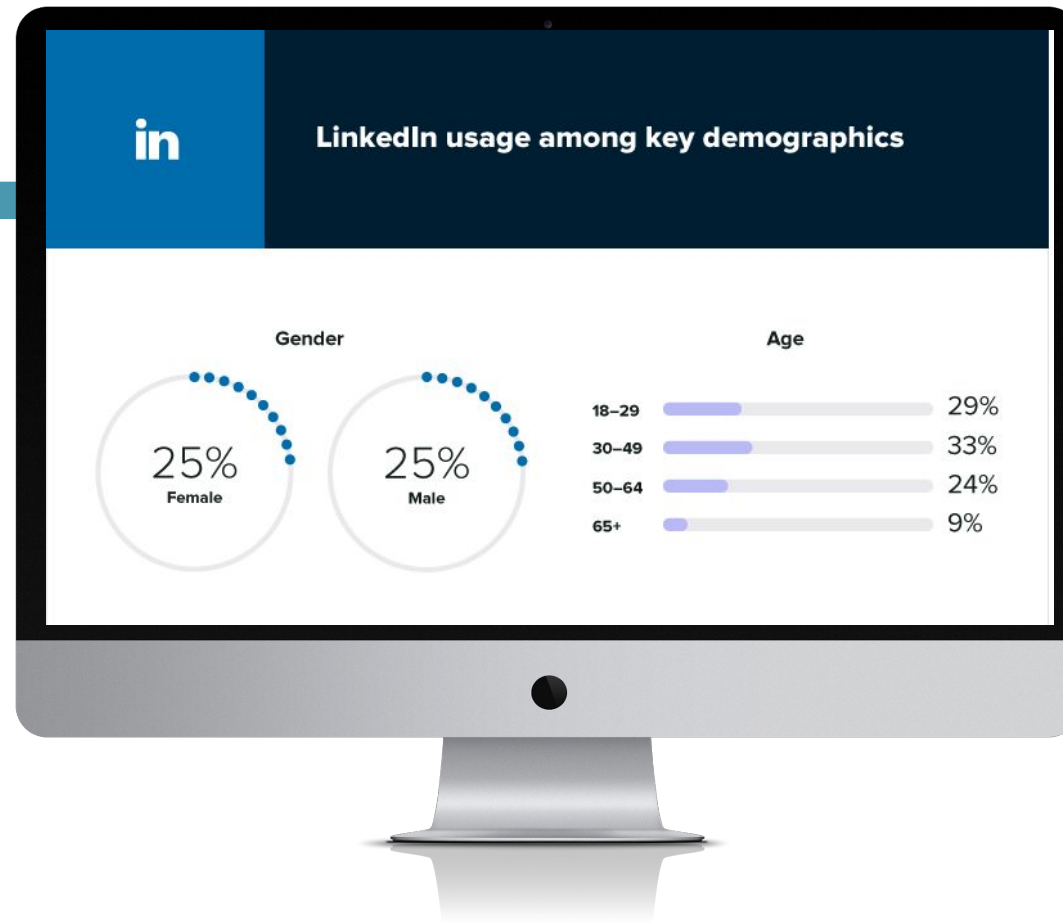 in
LinkedIn usage among key demographics
Gender
25%
Female
25%
Male
Age
18–29 29%
30–49 33%
50–64 24%
65+ 9%